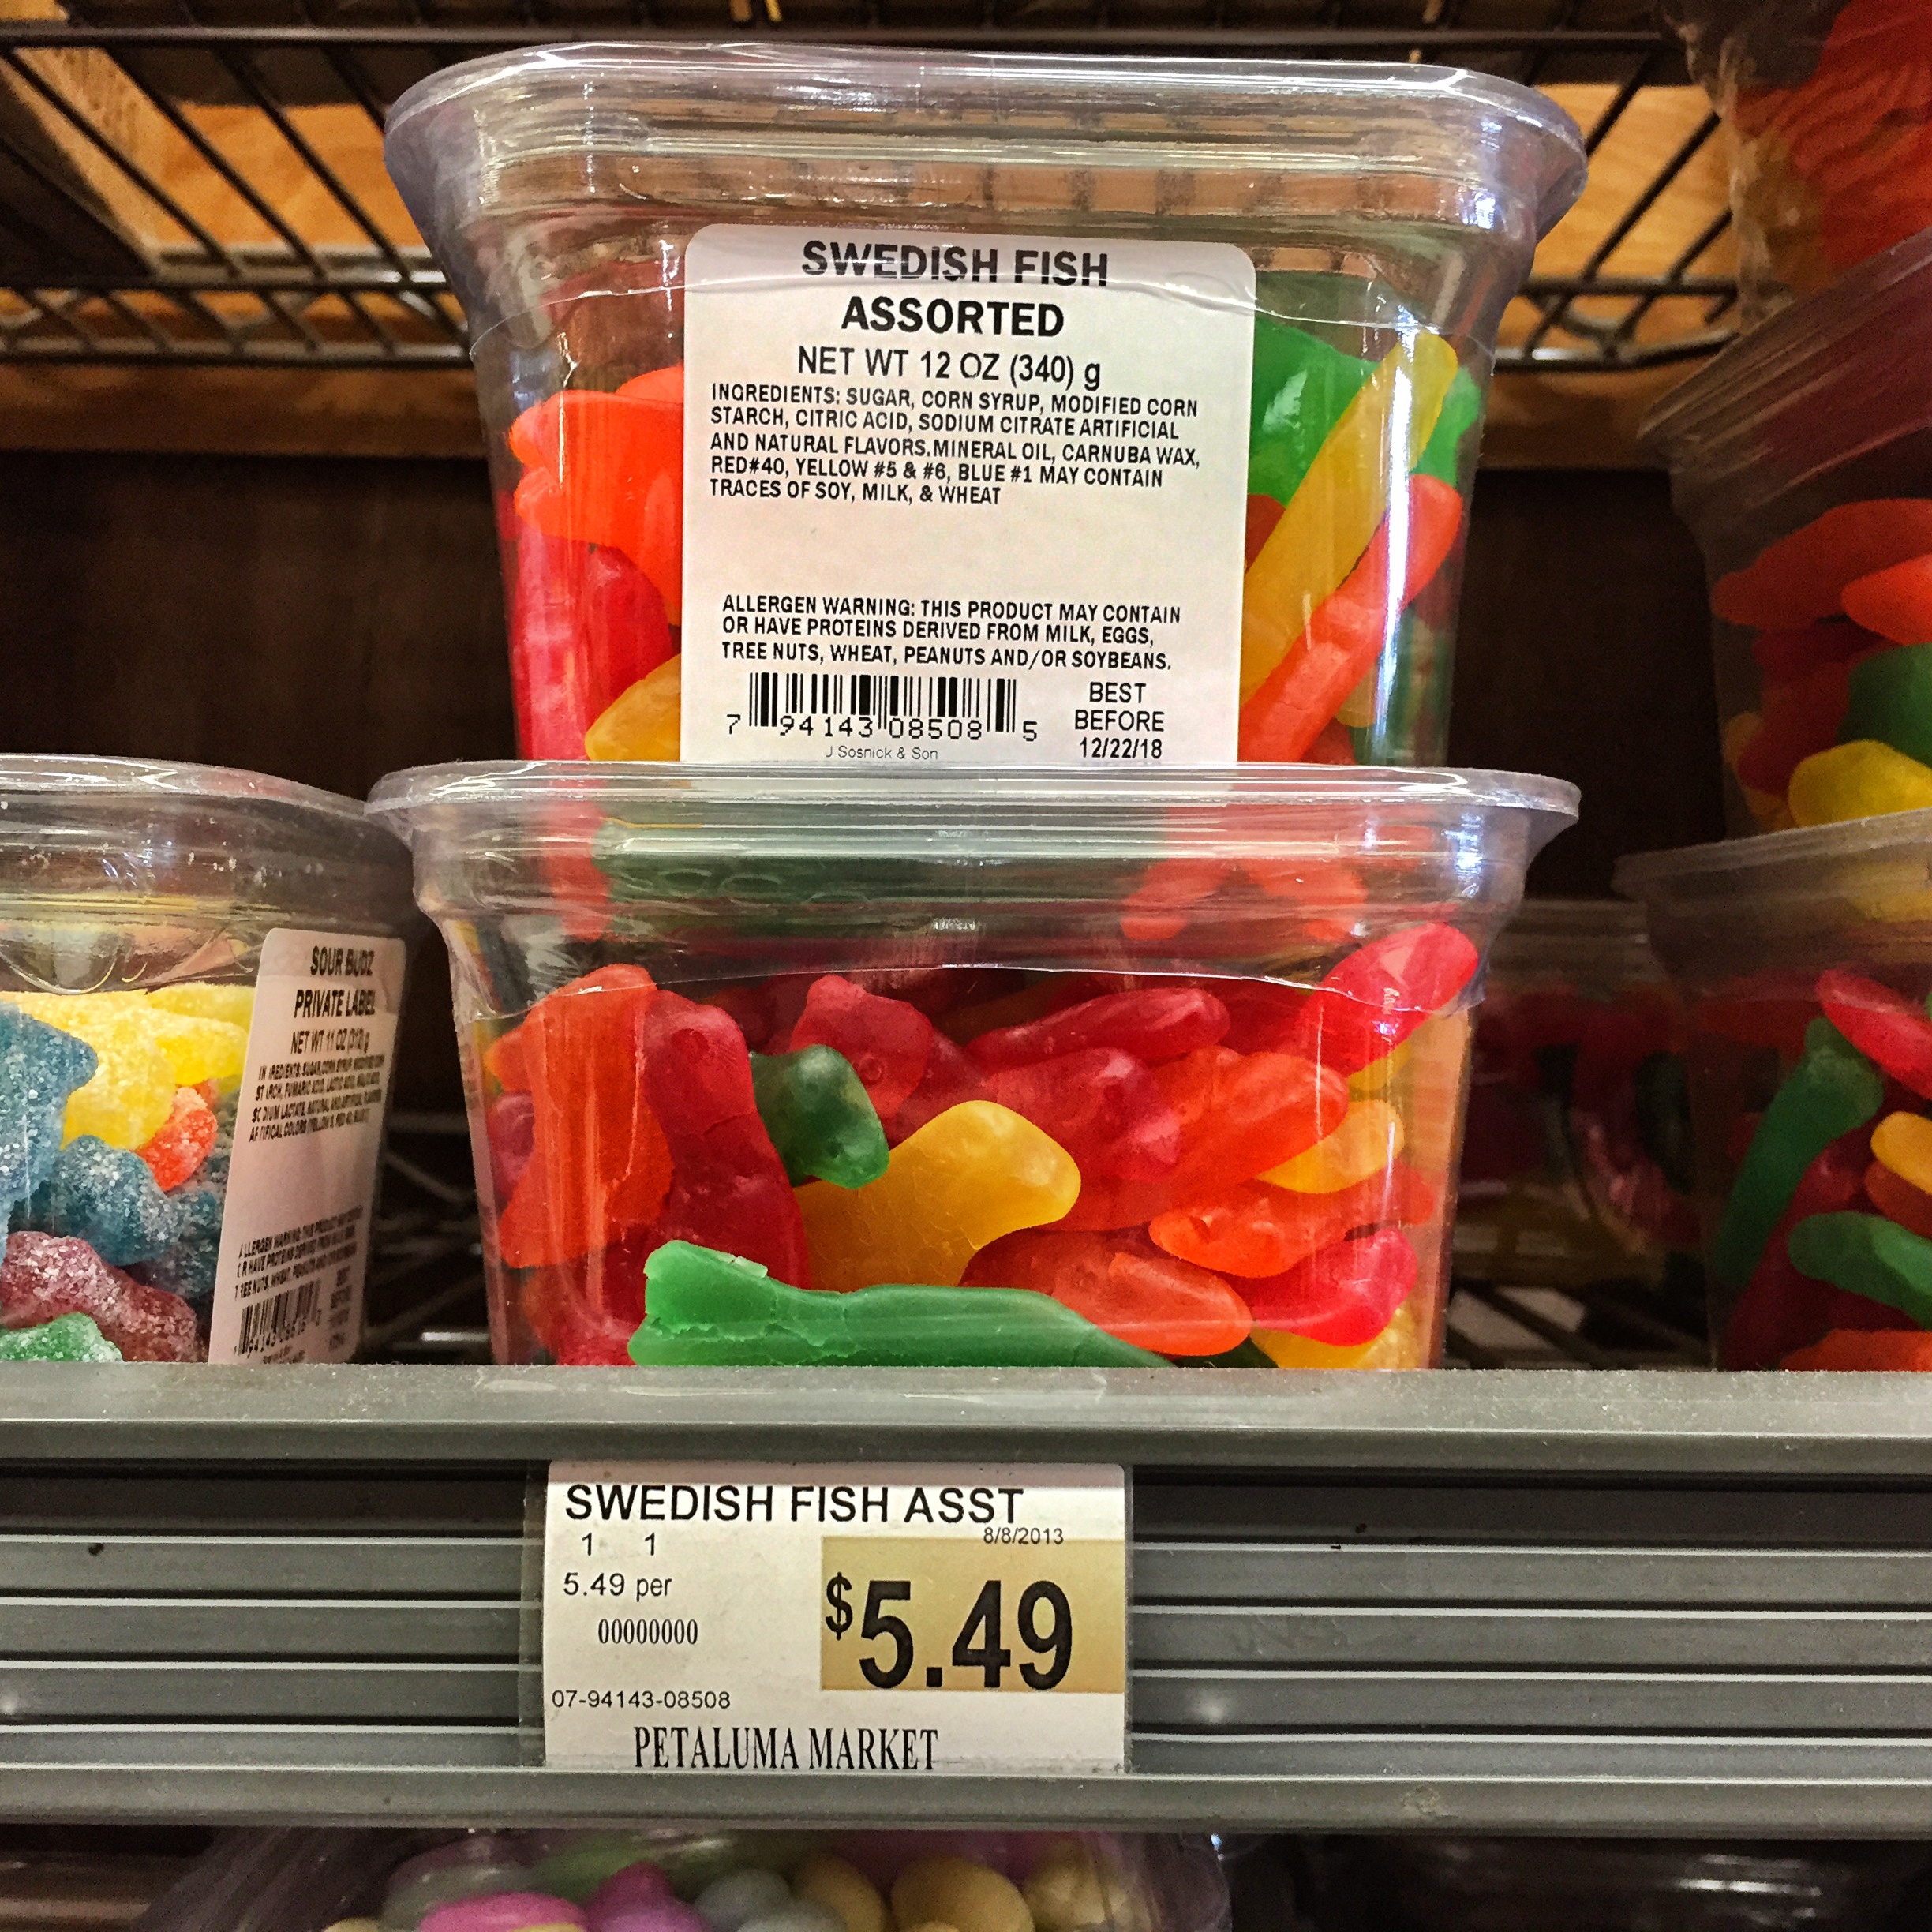 SWEDISH FISH
ASSORTED
NET WT 12 OZ (340) g
INGREDIENTS: SUGAR, CORN SYRUP, MODIFIED CORN
STARCH, CITRIC ACID, SODIUM CITRATE ARTIFICIAL
AND NATURAL FLAVORS.MINERAL OIL, CARNUBA WAX,
RED#40, YELLOW #5 & #6, BLUE #1 MAY CONTAIN
TRACES OF SOY, MILK, & WHEAT
ALLERGEN WARNING: THIS PRODUCT MAY CONTAIN
OR HAVE PROTEINS DERIVED FROM MILK, EGGS,
TREE NUTS, WHEAT, PEANUTS AND/OR SOYBEANS.
7 94143 08508 5
J Sosnick & Son
BEST
BEFORE
12/22/18
SOUR BUDZ
PRIVATE LABEL
NET WT 11 OZ (312) g
SWEDISH FISH ASST
1 1 8/8/2013
5.49 per
$5.49
00000000
07-94143-08508
PETALUMA MARKET